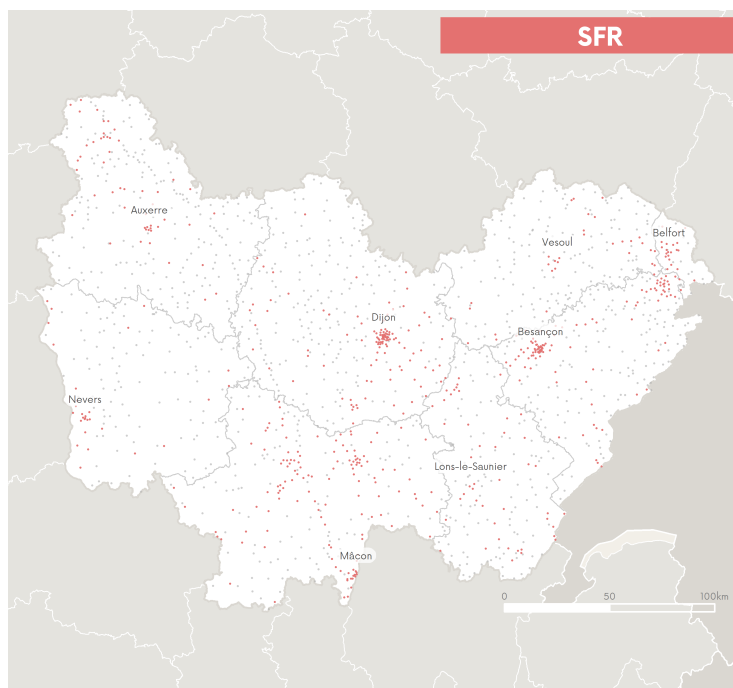 SFR
Auxerre
Belfort
Vesoul
Dijon
Besançon
Nevers
Lons-le-Saunier
Mâcon
0 50 100km